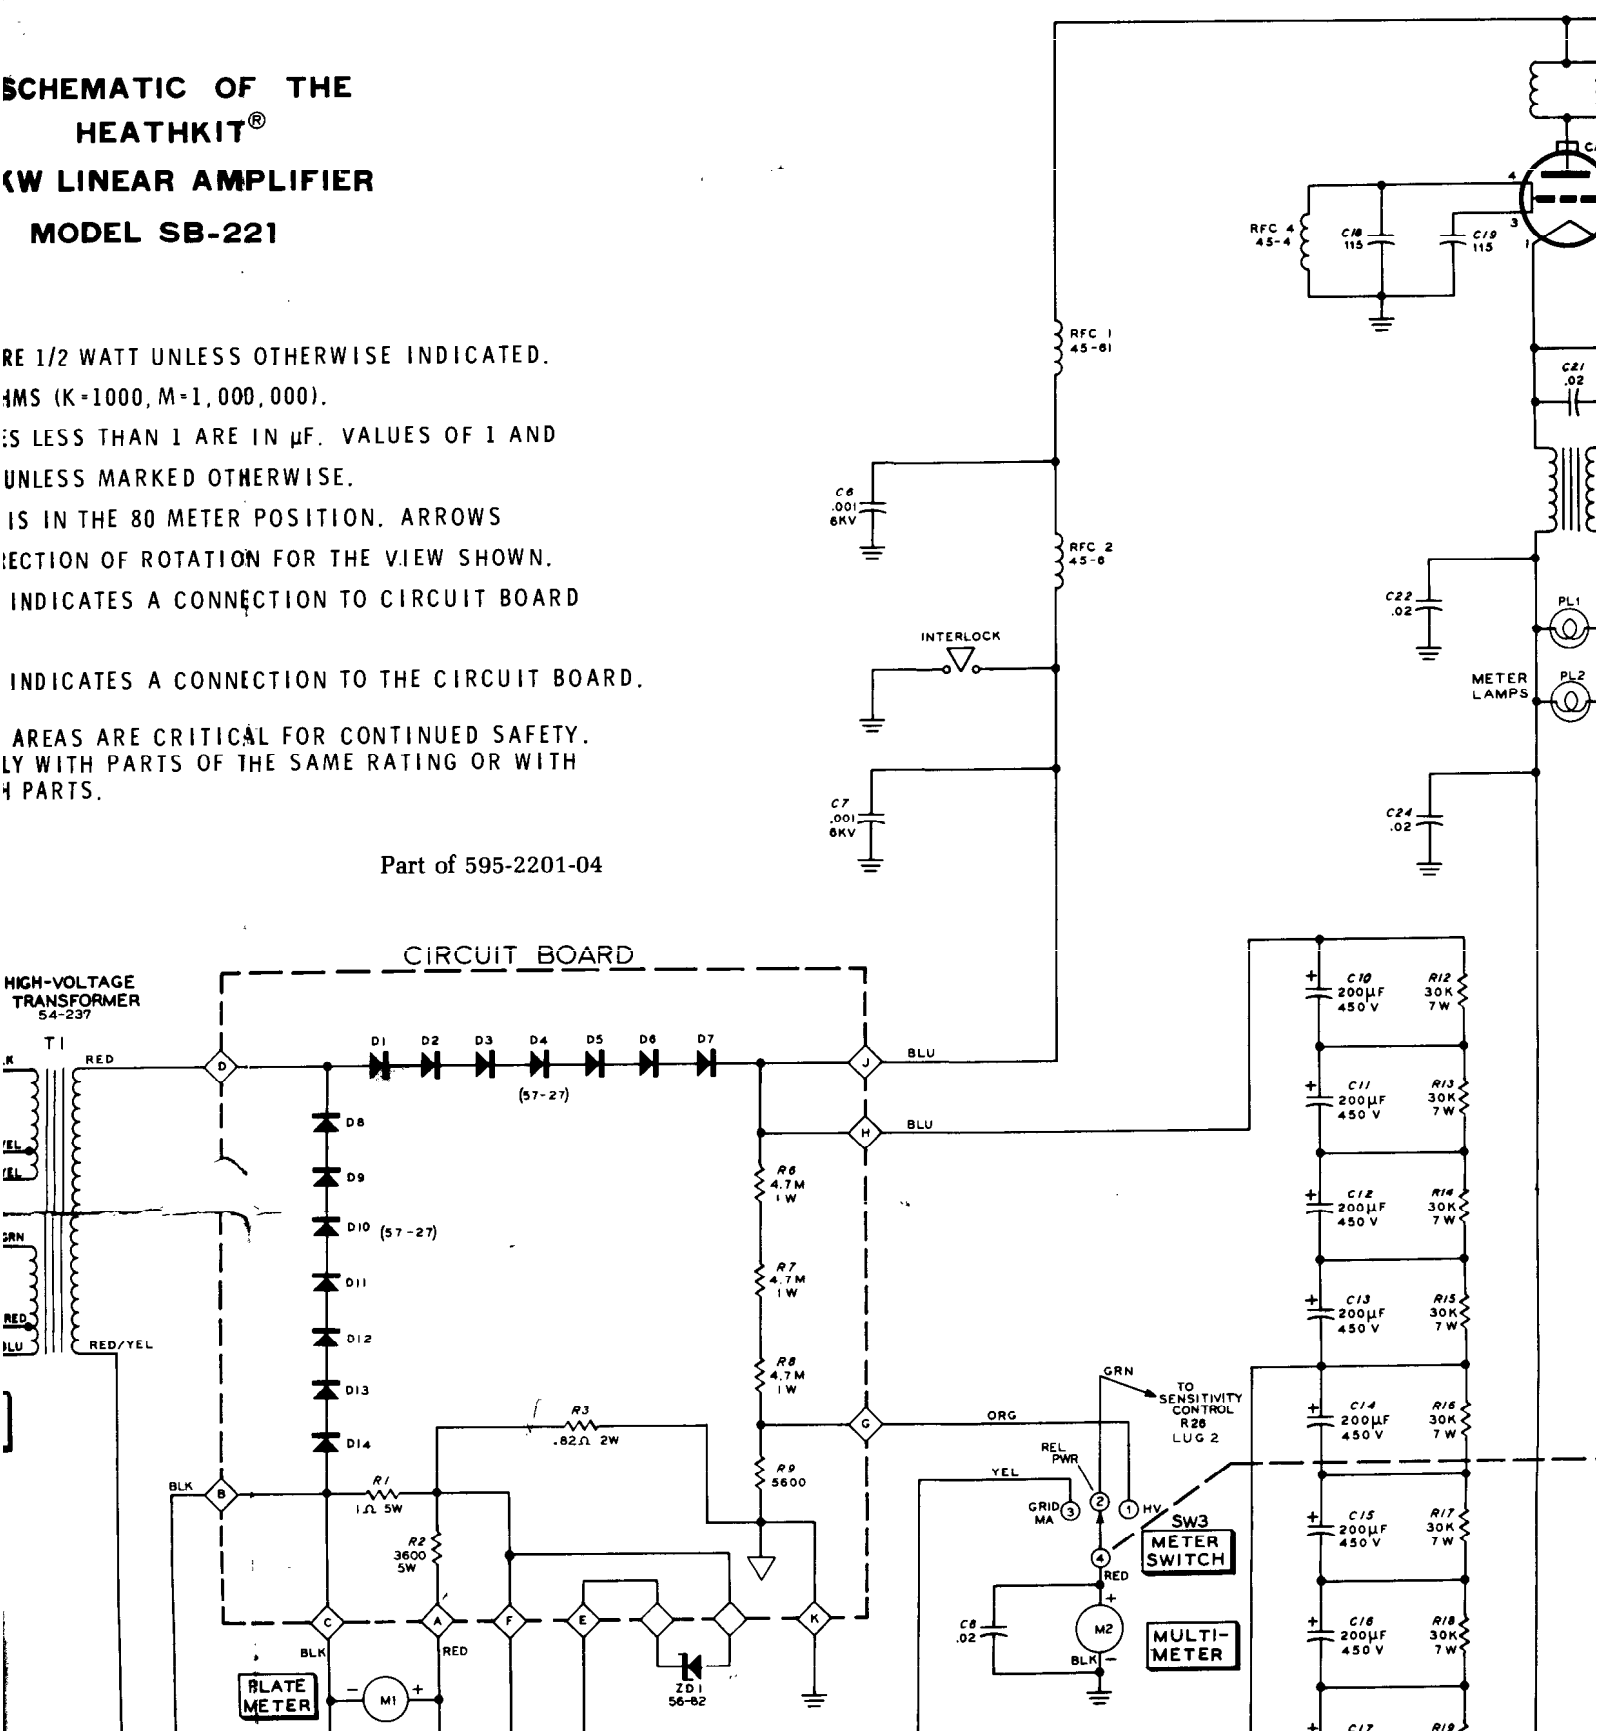 SCHEMATIC OF THE
HEATHKIT®
KW LINEAR AMPLIFIER
MODEL SB-221
RE 1/2 WATT UNLESS OTHERWISE INDICATED.
HMS (K=1000, M=1,000,000).
ES LESS THAN 1 ARE IN µF. VALUES OF 1 AND
UNLESS MARKED OTHERWISE.
IS IN THE 80 METER POSITION. ARROWS
RECTION OF ROTATION FOR THE VIEW SHOWN.
INDICATES A CONNECTION TO CIRCUIT BOARD
INDICATES A CONNECTION TO THE CIRCUIT BOARD.
AREAS ARE CRITICAL FOR CONTINUED SAFETY.
LY WITH PARTS OF THE SAME RATING OR WITH
H PARTS.
Part of 595-2201-04
4
3
1
RFC 4
45-4
C18
115
C19
115
RFC 1
45-61
C21
.02
C6
.001
6KV
RFC 2
45-6
C22
.02
PL1
INTERLOCK
METER
LAMPS
PL2
C7
.001
6KV
C24
.02
CIRCUIT BOARD
HIGH-VOLTAGE
TRANSFORMER
54-237
T1
RED
D
D1
D2
D3
D4
D5
D6
D7
(57-27)
J
BLU
H
BLU
D8
D9
D10
(57-27)
D11
D12
D13
D14
YEL
YEL
GRN
RED
BLU
RED/YEL
R6
4.7M
1W
R7
4.7M
1W
R8
4.7M
1W
R9
5600
G
ORG
R3
.82Ω 2W
BLK
B
R1
1Ω 5W
R2
3600
5W
C
A
F
E
K
BLK
RED
PLATE
METER
-
M1
+
ZD1
56-82
GRN
TO
SENSITIVITY
CONTROL
R26
LUG 2
REL
PWR
YEL
GRID
MA
3
2
1
HV
SW3
METER
SWITCH
4
RED
+
M2
BLK
-
C8
.02
MULTI-
METER
+
C10
200µF
450V
R12
30K
7W
+
C11
200µF
450V
R13
30K
7W
+
C12
200µF
450V
R14
30K
7W
+
C13
200µF
450V
R15
30K
7W
+
C14
200µF
450V
R16
30K
7W
+
C15
200µF
450V
R17
30K
7W
+
C16
200µF
450V
R18
30K
7W
+
C17
R19